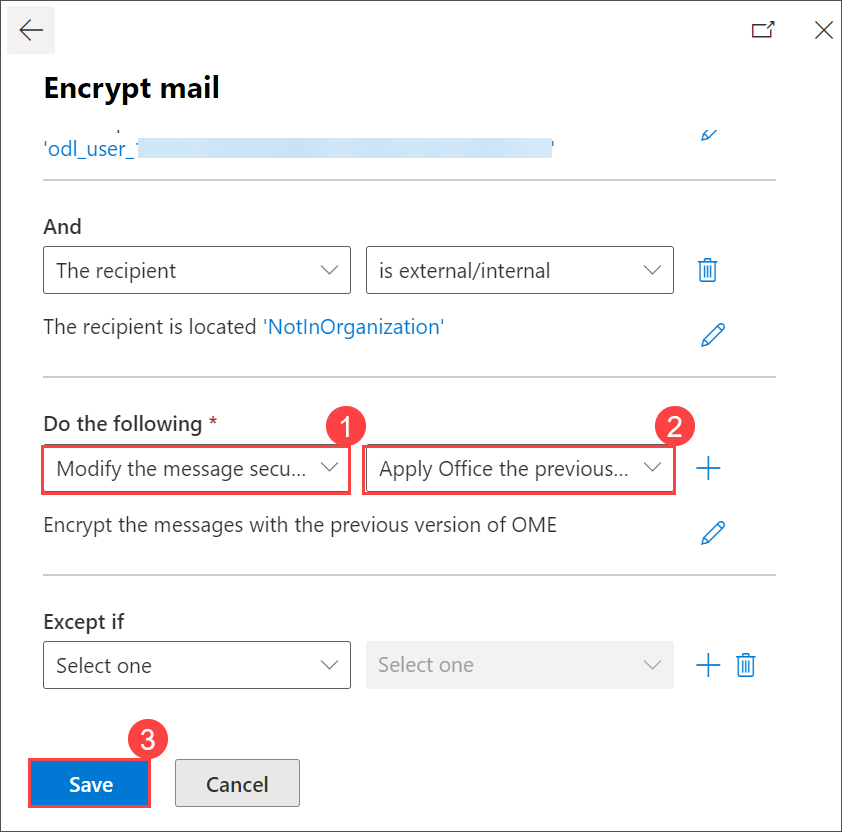 Encrypt mail
'odl_user_
And
The recipient is external/internal
The recipient is located 'NotInOrganization'
Do the following * 1 2
Modify the message secu... Apply Office the previous...
Encrypt the messages with the previous version of OME
Except if
Select one Select one
3
Save Cancel